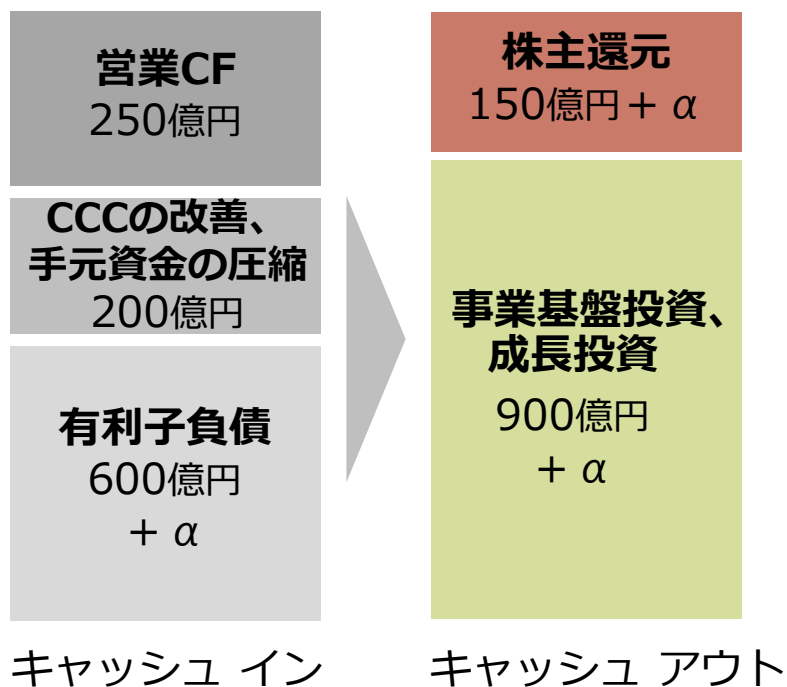 営業CF
250億円
CCCの改善、
手元資金の圧縮
200億円
有利子負債
600億円
+ α
キャッシュ イン
株主還元
150億円+ α
事業基盤投資、
成長投資
900億円
+ α
キャッシュ アウト